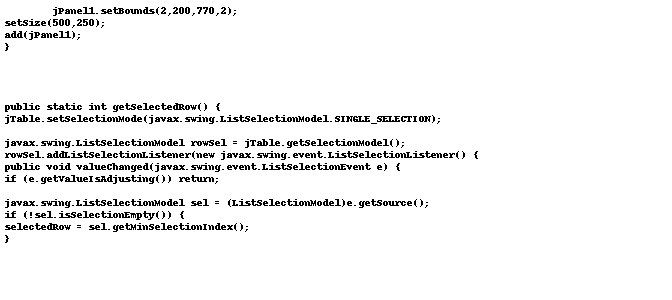 jPanel1.setBounds(2,200,770,2);
setSize(500,250);
add(jPanel1);
}
public static int getSelectedRow() {
jTable.setSelectionMode(javax.swing.ListSelectionModel.SINGLE_SELECTION);
javax.swing.ListSelectionModel rowSel = jTable.getSelectionModel();
rowSel.addListSelectionListener(new javax.swing.event.ListSelectionListener() {
public void valueChanged(javax.swing.event.ListSelectionEvent e) {
if (e.getValueIsAdjusting()) return;
javax.swing.ListSelectionModel sel = (ListSelectionModel)e.getSource();
if (!sel.isSelectionEmpty()) {
selectedRow = sel.getMinSelectionIndex();
}